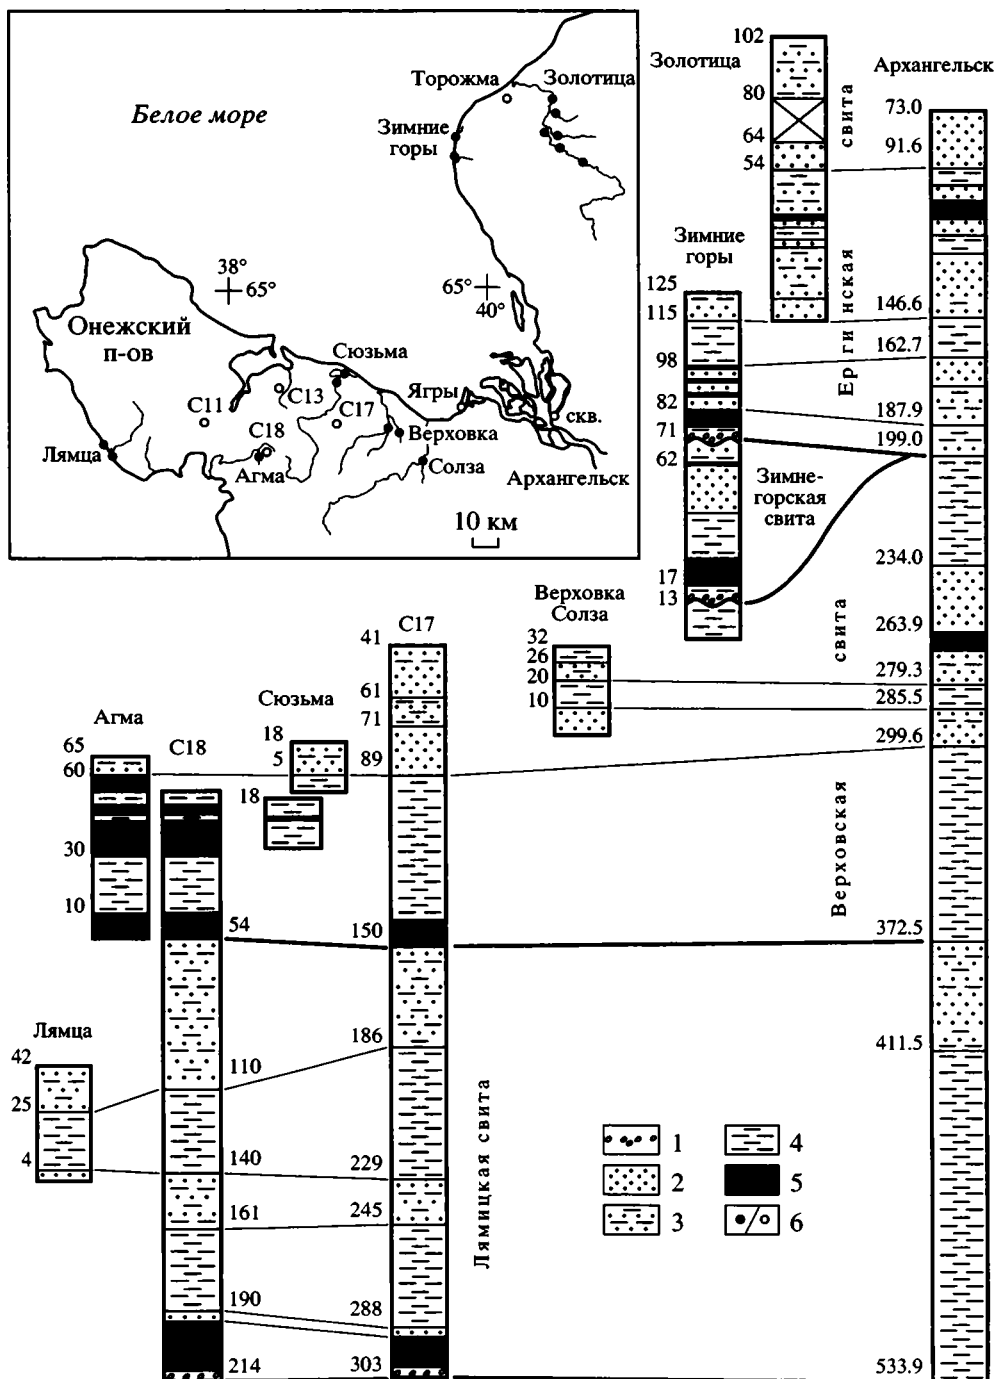 Белое море
Торожма
Золотица
Зимние
горы
38°
65°
65°
40°
Онежский
п-ов
Сюзьма
Ягры
С11
С13
С17
С18
скв.
Лямца
Агма
Верховка
Солза
Архангельск
10 км
Золотица
102
80
64
54
свита
Архангельск
73.0
91.6
146.6
162.7
187.9
199.0
234.0
263.9
279.3
285.5
299.6
372.5
411.5
533.9
Зимние
горы
125
115
98
82
71
62
17
13
Ергинская
Зимне-
горская
свита
Верховка
Солза
32
26
20
10
свита
Верховская
С17
41
61
71
89
150
186
229
245
288
303
Сюзьма
18
5
18
Агма
65
60
30
10
С18
54
110
140
161
190
214
Лямца
42
25
4
Лямицкая свита
1
2
3
4
5
6